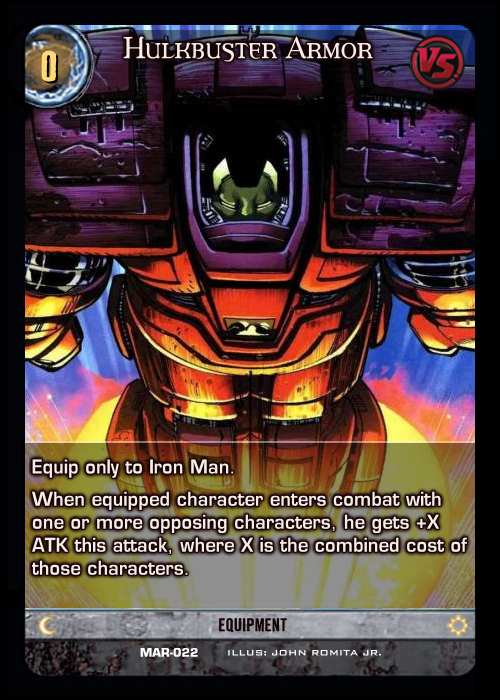 Hulkbuster Armor
0
VS.
Equip only to Iron Man.
When equipped character enters combat with
one or more opposing characters, he gets +X
ATK this attack, where X is the combined cost of
those characters.
EQUIPMENT
MAR-022 ILLUS: JOHN ROMITA JR.